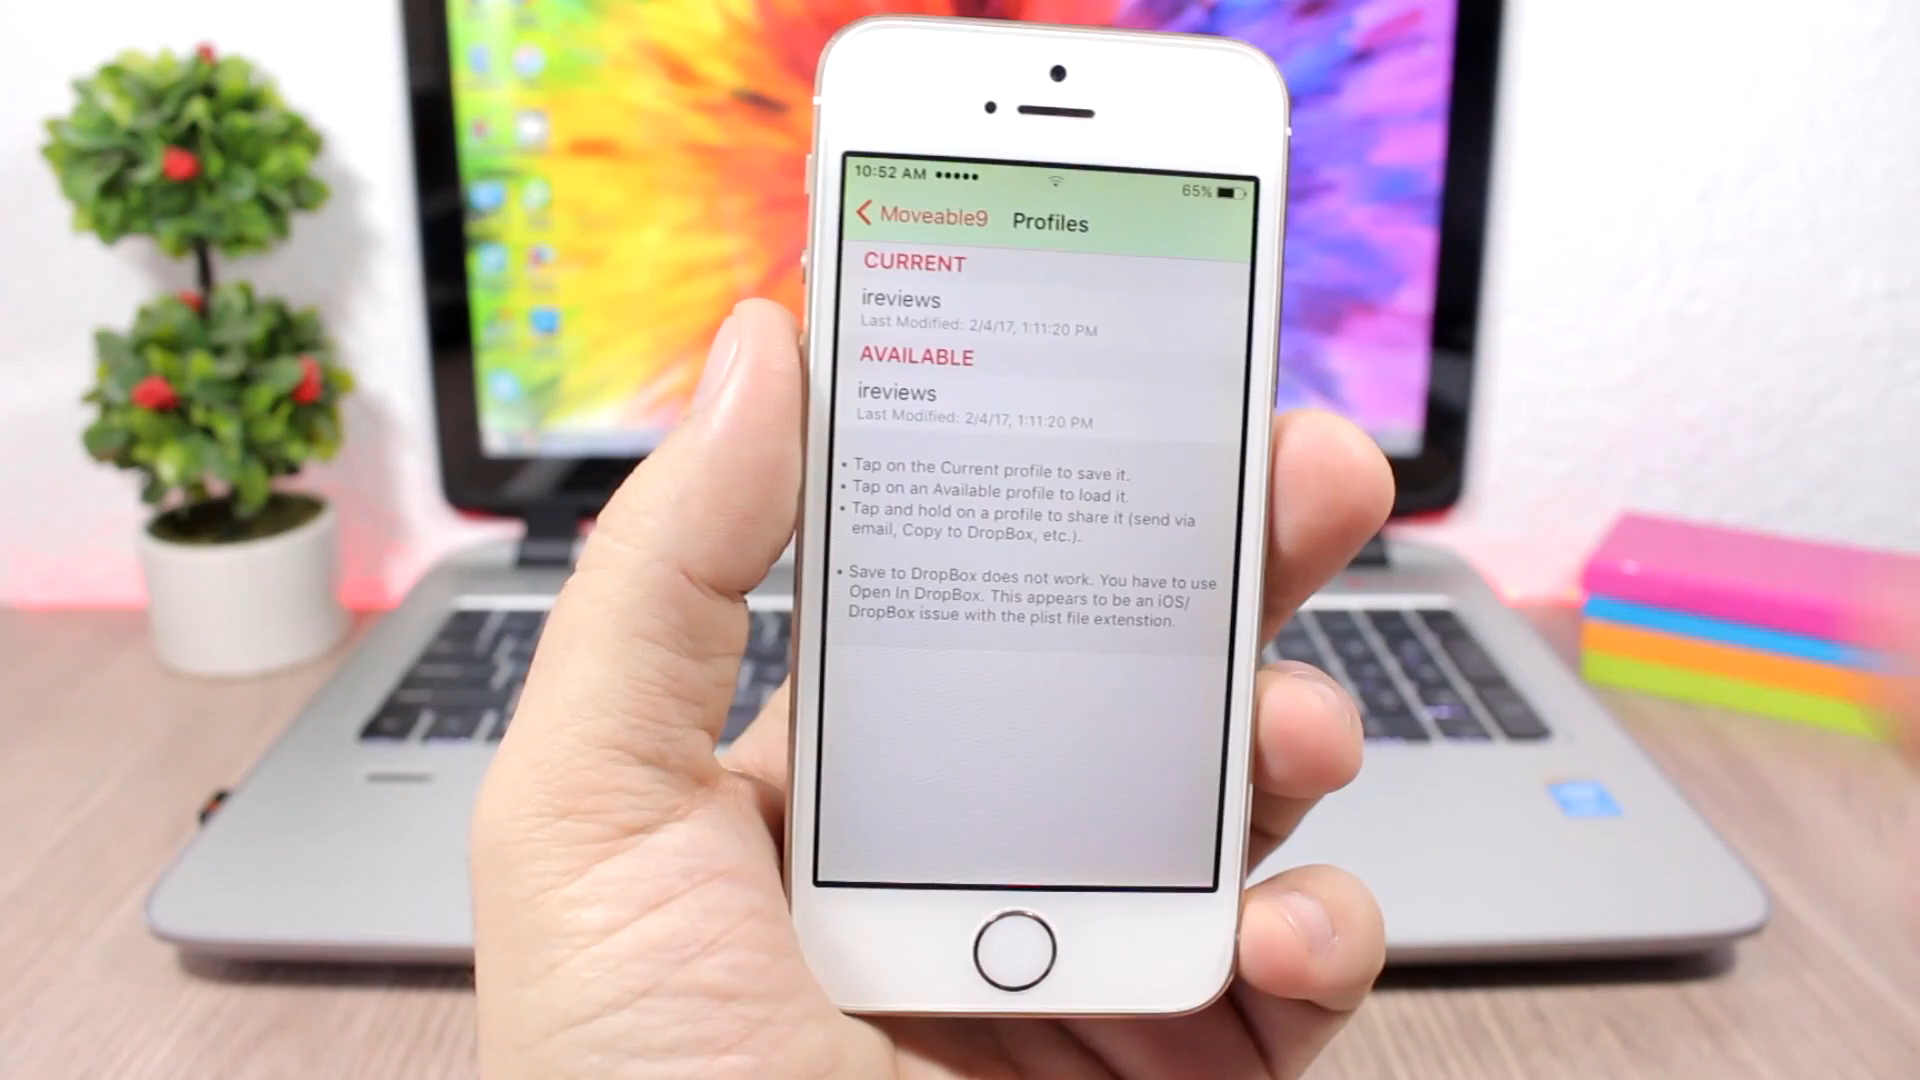 10:52 AM
65%
Moveable9 Profiles
CURRENT
ireviews
Last Modified: 2/4/17, 1:11:20 PM
AVAILABLE
ireviews
Last Modified: 2/4/17, 1:11:20 PM
• Tap on the Current profile to save it.
• Tap on an Available profile to load it.
• Tap and hold on a profile to share it (send via
email, Copy to DropBox, etc.).
• Save to DropBox does not work. You have to use
Open In DropBox. This appears to be an iOS/
DropBox issue with the plist file extenstion.